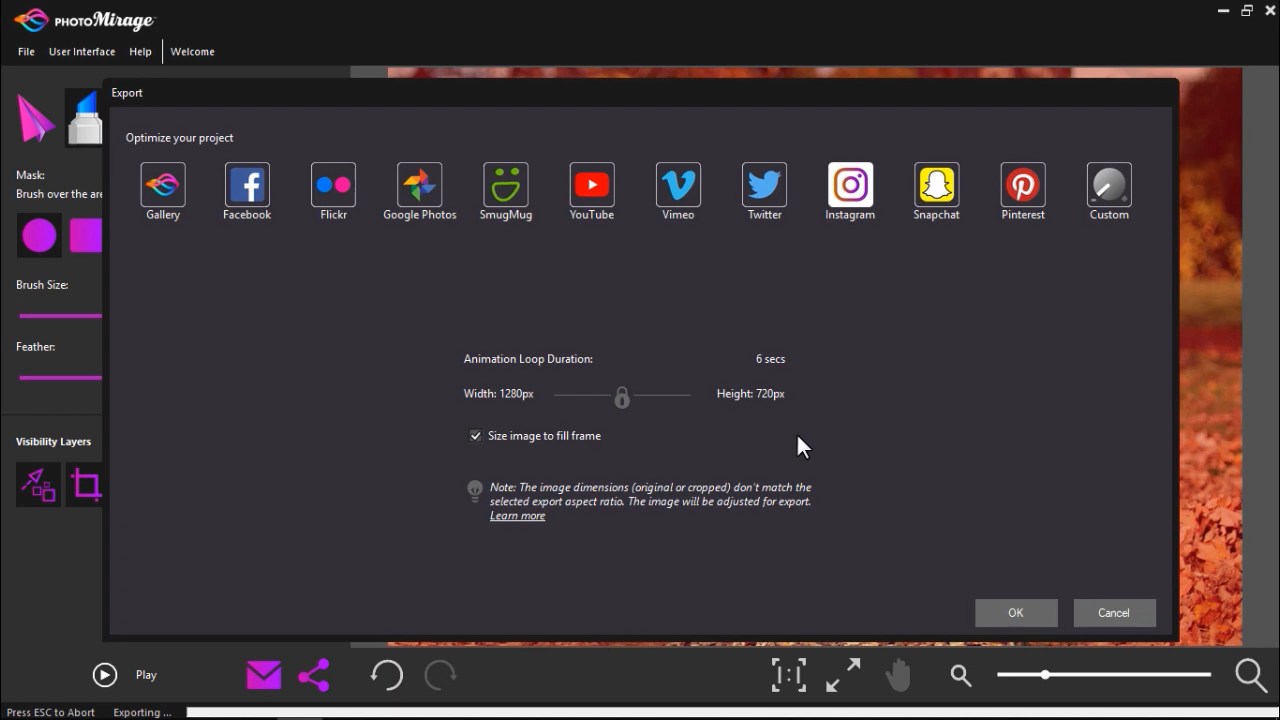 PHOTOMirage
File User Interface Help Welcome
Export
Optimize your project
Gallery Facebook Flickr Google Photos SmugMug YouTube Vimeo Twitter Instagram Snapchat Pinterest Custom
Mask:
Brush over the are
Brush Size:
Feather:
Visibility Layers
Animation Loop Duration: 6 secs
Width: 1280px Height: 720px
Size image to fill frame
Note: The image dimensions (original or cropped) don't match the
selected export aspect ratio. The image will be adjusted for export.
Learn more
OK Cancel
Play
Press ESC to Abort Exporting ...